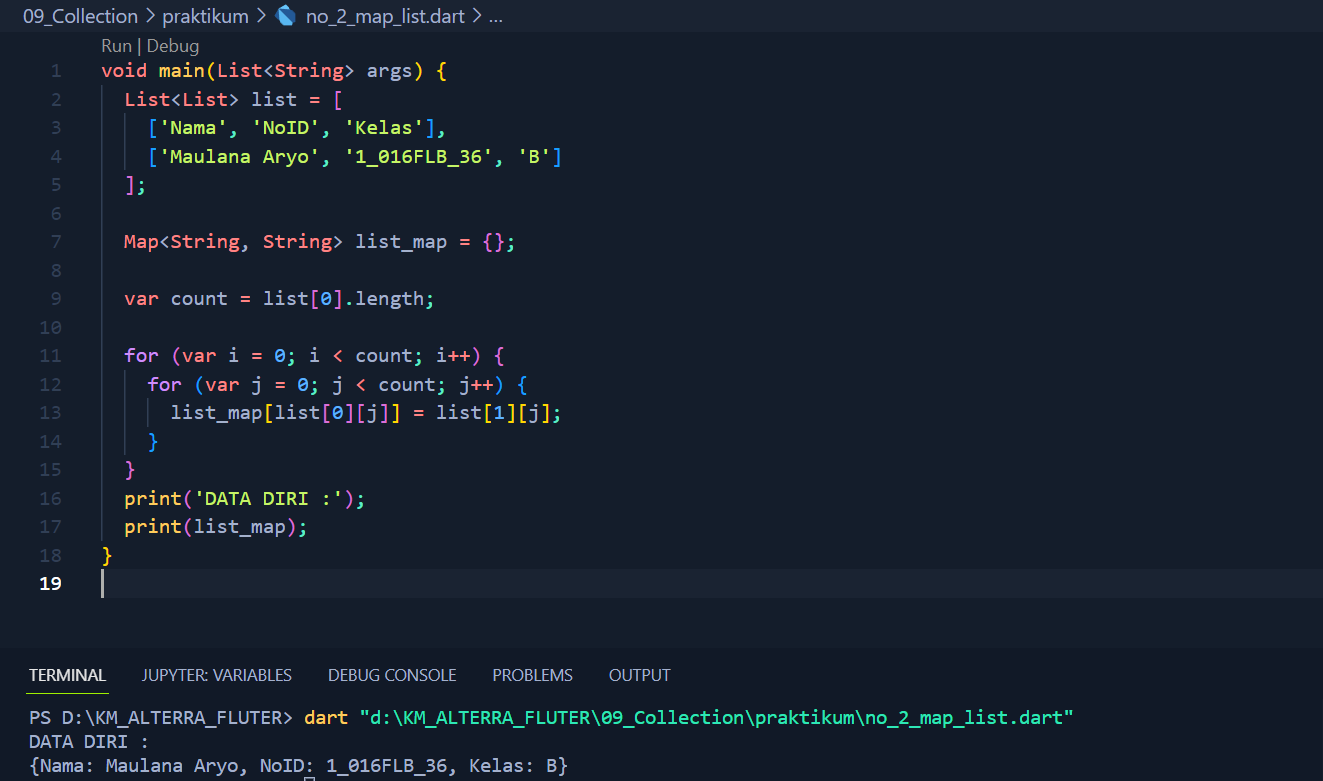 09_Collection > praktikum > no_2_map_list.dart > ...
Run | Debug
1 void main(List<String> args) {
2 List<List> list = [
3 ['Nama', 'NoID', 'Kelas'],
4 ['Maulana Aryo', '1_016FLB_36', 'B']
5 ];
6
7 Map<String, String> list_map = {};
8
9 var count = list[0].length;
10
11 for (var i = 0; i < count; i++) {
12 for (var j = 0; j < count; j++) {
13 list_map[list[0][j]] = list[1][j];
14 }
15 }
16 print('DATA DIRI :');
17 print(list_map);
18 }
19
TERMINAL JUPYTER: VARIABLES DEBUG CONSOLE PROBLEMS OUTPUT
PS D:\KM_ALTERRA_FLUTER> dart "d:\KM_ALTERRA_FLUTER\09_Collection\praktikum\no_2_map_list.dart"
DATA DIRI :
{Nama: Maulana Aryo, NoID: 1_016FLB_36, Kelas: B}